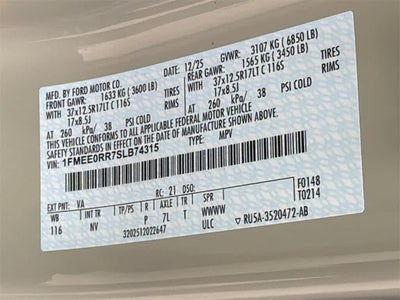 MFD. BY FORD MOTOR CO.
DATE: 12/25 GVWR: 3107 KG ( 6850 LB)
FRONT GAWR: 1633 KG ( 3600 LB) REAR GAWR: 1565 KG ( 3450 LB)
WITH 37x12.5R17LT C 116S TIRES WITH 37x12.5R17LT C 116S TIRES
17x8.5J RIMS 17x8.5J RIMS
AT 260 kPa/ 38 PSI COLD AT 260 kPa/ 38 PSI COLD
THIS VEHICLE CONFORMS TO ALL APPLICABLE FEDERAL MOTOR VEHICLE
SAFETY STANDARDS IN EFFECT ON THE DATE OF MANUFACTURE SHOWN ABOVE.
VIN: 1FMEE0RR7SLB74315
TYPE: MPV
F0148
T0214
EXT PNT: VA RC: 21 DSO:
WB TP/PS R AXLE TR SPR
116 NV P 7L T WWWW
3202512022647 ULC RU5A-3520472-AB